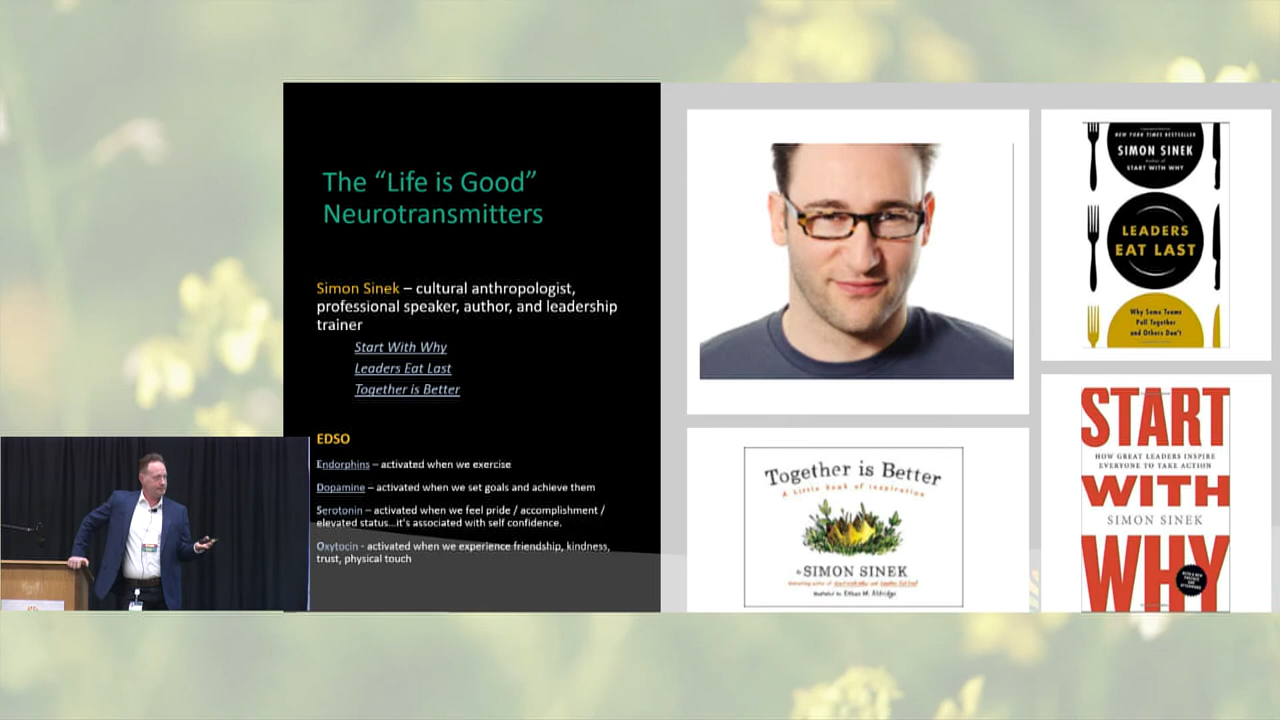 The “Life is Good”
Neurotransmitters
Simon Sinek – cultural anthropologist,
professional speaker, author, and leadership
trainer
Start With Why
Leaders Eat Last
Together is Better
EDSO
Endorphins – activated when we exercise
Dopamine – activated when we set goals and achieve them
Serotonin – activated when we feel pride / accomplishment /
elevated status...it's associated with self confidence.
Oxytocin - activated when we experience friendship, kindness,
trust, physical touch
NEW YORK TIMES BESTSELLER
SIMON SINEK
Author of
START WITH WHY
LEADERS
EAT LAST
Why Some Teams
Pull Together
and Others Don't
Together is Better
A little book of inspiration
SIMON SINEK
Illustrated by Ethan M. Aldridge
START
HOW GREAT LEADERS INSPIRE
EVERYONE TO TAKE ACTION
WITH
SIMON SINEK
WHY